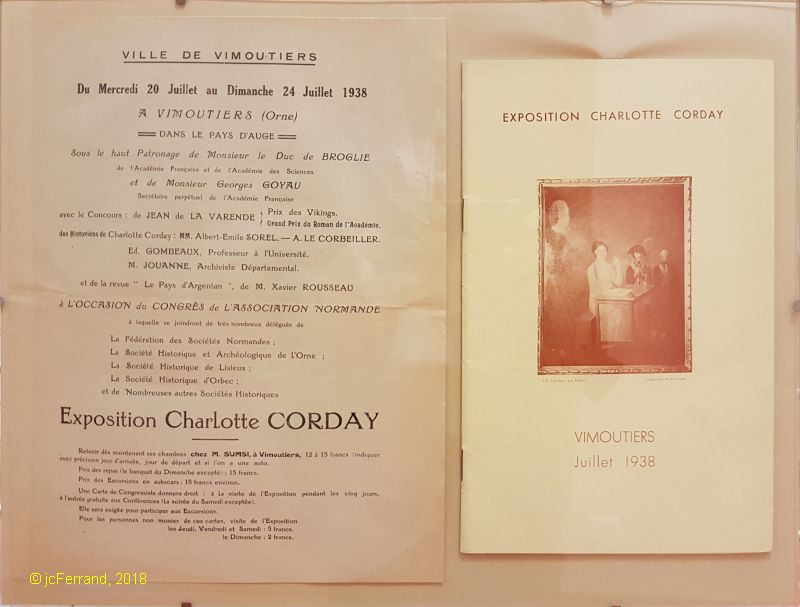 VILLE DE VIMOUTIERS
Du Mercredi 20 Juillet au Dimanche 24 Juillet 1938
A VIMOUTIERS (Orne)
DANS LE PAYS D'AUGE
Sous le haut Patronage de Monsieur le Duc de BROGLIE
de l'Académie Française et de l'Académie des Sciences
et de Monsieur Georges GOYAU
Secrétaire perpétuel de l'Académie Française
avec le Concours : de JEAN de LA VARENDE { Prix des Vikings.
Grand Prix du Roman de l'Académie.
des Historiens de Charlotte Corday : MM. Albert-Emile SOREL. — A. LE CORBEILLER.
Ed. GOMBEAUX, Professeur à l'Université.
M. JOUANNE, Archiviste Départemental.
et de la revue " Le Pays d'Argentan ", de M. Xavier ROUSSEAU
à L'OCCASION du CONGRÈS de L'ASSOCIATION NORMANDE
à laquelle se joindront de très nombreux délégués de
La Fédération des Sociétés Normandes ;
La Société Historique et Archéologique de L'Orne ;
La Société Historique de Lisieux ;
La Société Historique d'Orbec ;
et de Nombreuses autres Sociétés Historiques
Exposition Charlotte CORDAY
Retenir dès maintenant ses chambres chez M. SUMSI, à Vimoutiers, 12 à 15 francs (indiquer
avec précision jour d'arrivée, jour de départ et si l'on a une auto.
Prix des repas (le banquet du Dimanche excepté) : 15 francs.
Prix des Excursions en autocars : 15 francs environ.
Une Carte de Congressiste donnera droit : à la visite de l'Exposition pendant les cinq jours,
à l'entrée gratuite aux Conférences (La soirée du Samedi exceptée).
Elle sera exigée pour participer aux Excursions.
Pour les personnes non munies de ces cartes, visite de l'Exposition
les Jeudi, Vendredi et Samedi : 5 francs.
le Dimanche : 2 francs.
EXPOSITION CHARLOTTE CORDAY
VIMOUTIERS
Juillet 1938
© jcFerrand, 2018